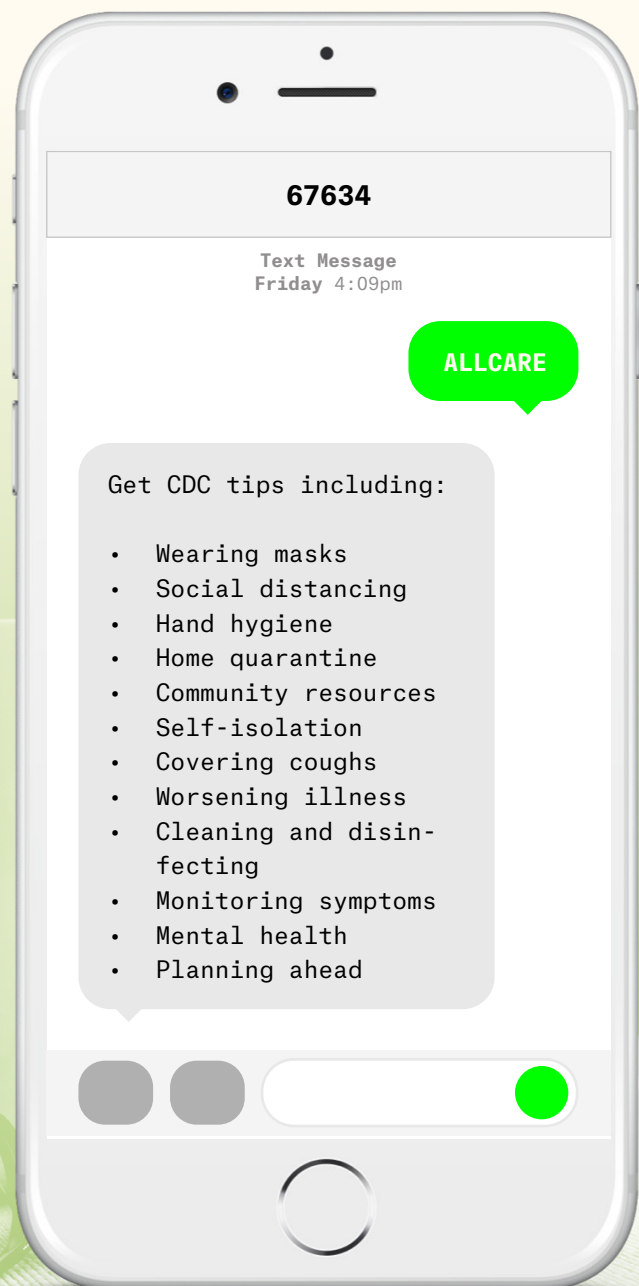 67634
Text Message
Friday 4:09pm
ALLCARE
Get CDC tips including:
• Wearing masks
• Social distancing
• Hand hygiene
• Home quarantine
• Community resources
• Self-isolation
• Covering coughs
• Worsening illness
• Cleaning and disin-
fecting
• Monitoring symptoms
• Mental health
• Planning ahead